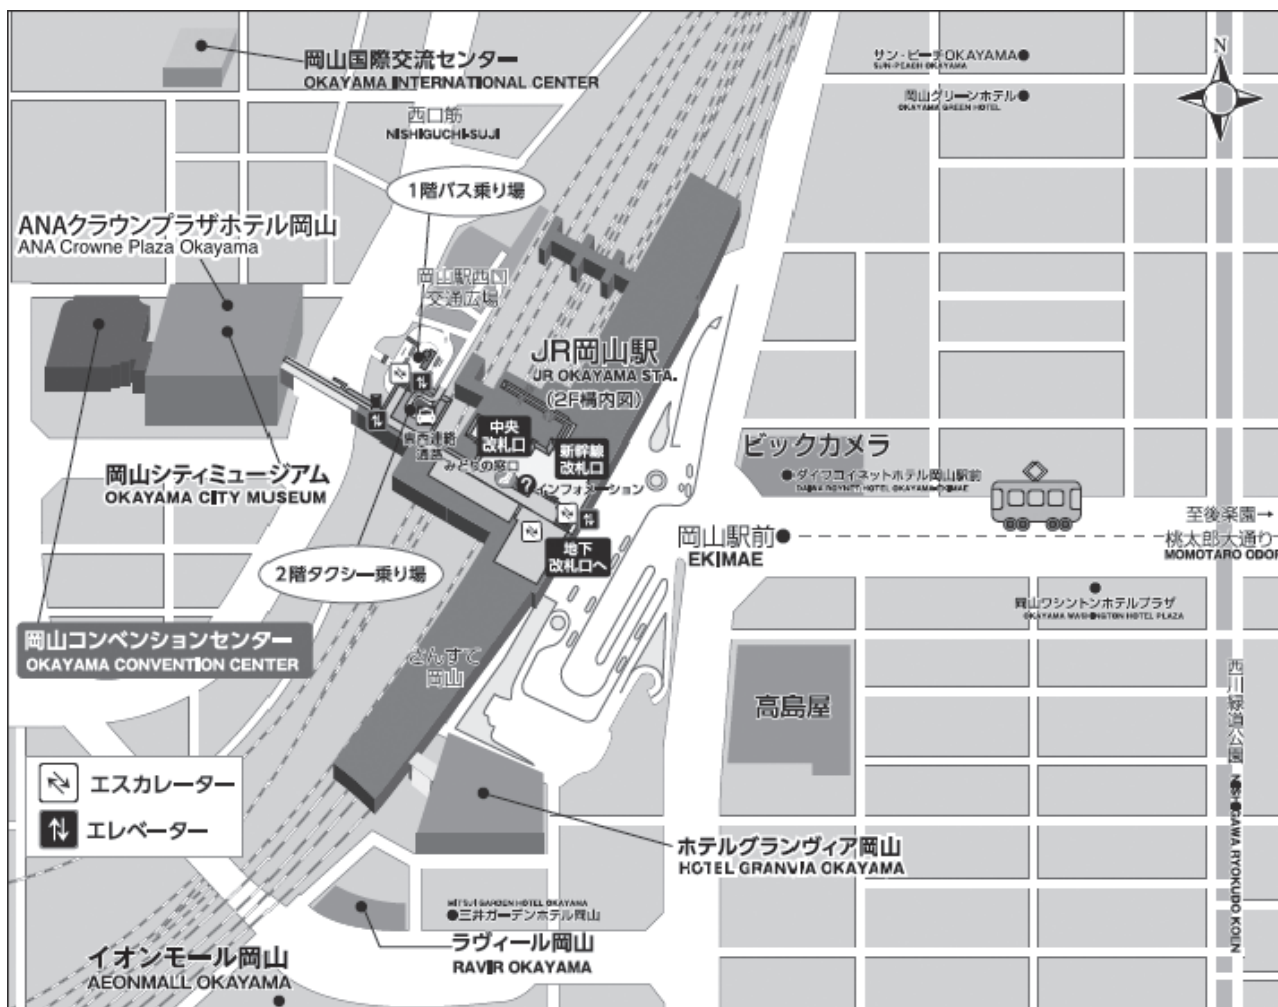 岡山国際交流センター
OKAYAMA INTERNATIONAL CENTER
サン・ピーチOKAYAMA
SUN-PEACH OKAYAMA
N
岡山グリーンホテル
OKAYAMA GREEN HOTEL
西口筋
NISHIGUCHI-SUJI
1階バス乗り場
ANAクラウンプラザホテル岡山
ANA Crowne Plaza Okayama
岡山駅西口
交通広場
JR岡山駅
JR OKAYAMA STA.
(2F構内図)
中央
改札口
新幹線
改札口
東西連絡
通路
みどりの窓口
?
インフォメーション
ビックカメラ
ダイワロイネットホテル岡山駅前
DAIWA ROYNET HOTEL OKAYAMA-EKIMAE
岡山シティミュージアム
OKAYAMA CITY MUSEUM
至後楽園→
岡山駅前
EKIMAE
桃太郎大通り
MOMOTARO ODORI
地下
改札口へ
2階タクシー乗り場
岡山ワシントンホテルプラザ
OKAYAMA WASHINGTON HOTEL PLAZA
岡山コンベンションセンター
OKAYAMA CONVENTION CENTER
さんすて
岡山
高島屋
西川緑道公園 NISHIGAWA RYOKUDO KOEN
エスカレーター
エレベーター
ホテルグランヴィア岡山
HOTEL GRANVIA OKAYAMA
MITSUI GARDEN HOTEL OKAYAMA
三井ガーデンホテル岡山
ラヴィール岡山
RAVIR OKAYAMA
イオンモール岡山
AEONMALL OKAYAMA